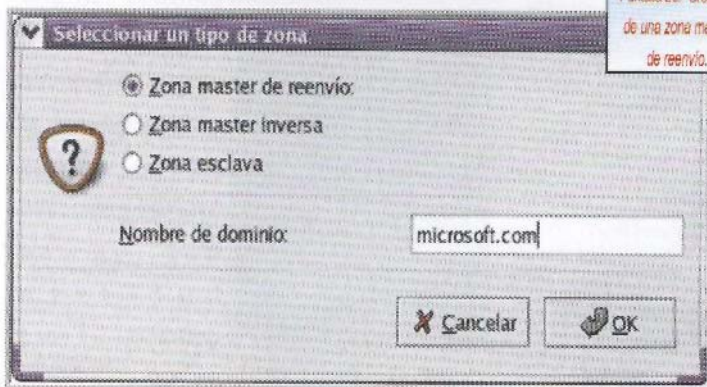 de una zona
de reenvío.
Seleccionar un tipo de zona
Zona master de reenvío:
Zona master inversa
Zona esclava
?
Nombre de dominio:
microsoft.com
Cancelar
OK